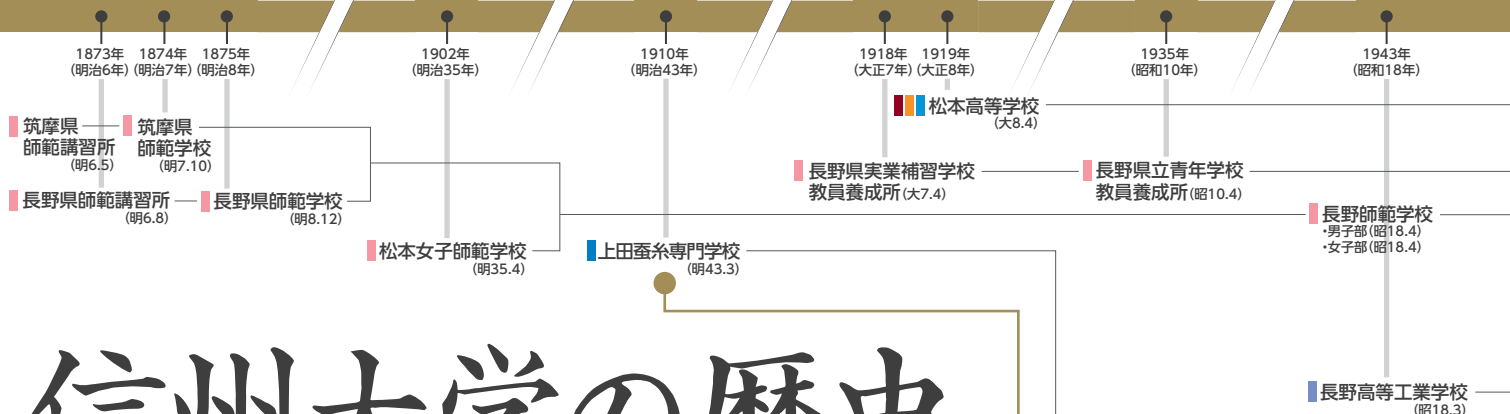 1873年
(明治6年)
1874年
(明治7年)
1875年
(明治8年)
1902年
(明治35年)
1910年
(明治43年)
1918年
(大正7年)
1919年
(大正8年)
1935年
(昭和10年)
1943年
(昭和18年)
松本高等学校
(大8.4)
筑摩県
師範講習所
(明6.5)
筑摩県
師範学校
(明7.10)
長野県実業補習学校
教員養成所(大7.4)
長野県立青年学校
教員養成所(昭10.4)
長野県師範講習所
(明6.8)
長野県師範学校
(明8.12)
長野師範学校
・男子部(昭18.4)
・女子部(昭18.4)
松本女子師範学校
(明35.4)
上田蚕糸専門学校
(明43.3)
信州大学の歴史
長野高等工業学校
(昭18.3)